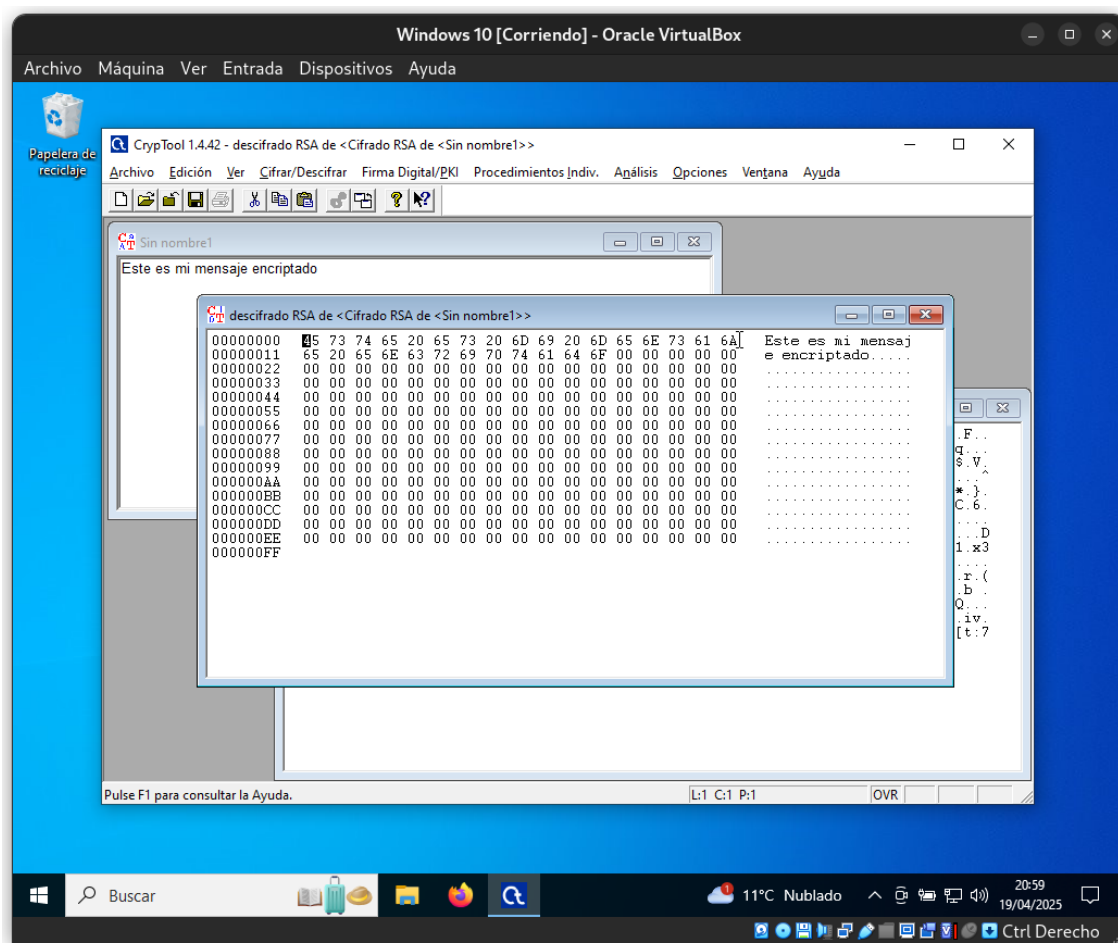 Windows 10 [Corriendo] - Oracle VirtualBox
Archivo Máquina Ver Entrada Dispositivos Ayuda
Papelera de
reciclaje
CrypTool 1.4.42 - descifrado RSA de <Cifrado RSA de <Sin nombre1>>
Archivo Edición Ver Cifrar/Descifrar Firma Digital/PKI Procedimientos Indiv. Análisis Opciones Ventana Ayuda
Sin nombre1
Este es mi mensaje encriptado
descifrado RSA de <Cifrado RSA de <Sin nombre1>>
00000000 45 73 74 65 20 65 73 20 6D 69 20 6D 65 6E 73 61 6A Este es mi mensaj
00000011 65 20 65 6E 63 72 69 70 74 61 64 6F 00 00 00 00 00 e encriptado.....
00000022 00 00 00 00 00 00 00 00 00 00 00 00 00 00 00 00 00 .................
00000033 00 00 00 00 00 00 00 00 00 00 00 00 00 00 00 00 00 .................
00000044 00 00 00 00 00 00 00 00 00 00 00 00 00 00 00 00 00 .................
00000055 00 00 00 00 00 00 00 00 00 00 00 00 00 00 00 00 00 .................
00000066 00 00 00 00 00 00 00 00 00 00 00 00 00 00 00 00 00 .................
00000077 00 00 00 00 00 00 00 00 00 00 00 00 00 00 00 00 00 .................
00000088 00 00 00 00 00 00 00 00 00 00 00 00 00 00 00 00 00 .................
00000099 00 00 00 00 00 00 00 00 00 00 00 00 00 00 00 00 00 .................
000000AA 00 00 00 00 00 00 00 00 00 00 00 00 00 00 00 00 00 .................
000000BB 00 00 00 00 00 00 00 00 00 00 00 00 00 00 00 00 00 .................
000000CC 00 00 00 00 00 00 00 00 00 00 00 00 00 00 00 00 00 .................
000000DD 00 00 00 00 00 00 00 00 00 00 00 00 00 00 00 00 00 .................
000000EE 00 00 00 00 00 00 00 00 00 00 00 00 00 00 00 00 00 .................
000000FF
.F..
q...
$.V.
...^
*.}.
C.6.
....
...D
1.x3
....
.r.(
.b .
Q...
.iv.
[t:7
Pulse F1 para consultar la Ayuda.
L:1 C:1 P:1
OVR
Buscar
11°C Nublado
20:59
19/04/2025
Ctrl Derecho